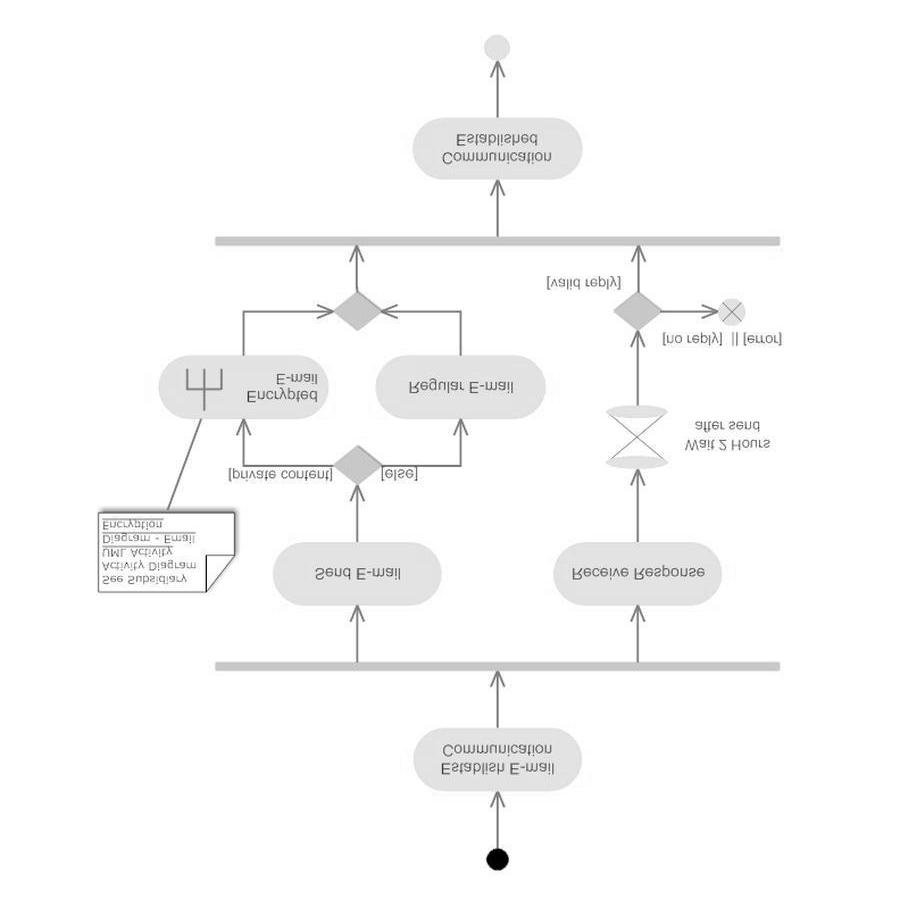 Establish E-mail
Communication
Send E-mail
Receive Response
See Subsidiary
Activity Diagram
UML Activity
Diagram - Email
Encryption
[private content]
[else]
Wait 2 Hours
after send
Encrypted
E-mail
Regular E-mail
[no reply] || [error]
[valid reply]
Communication
Established